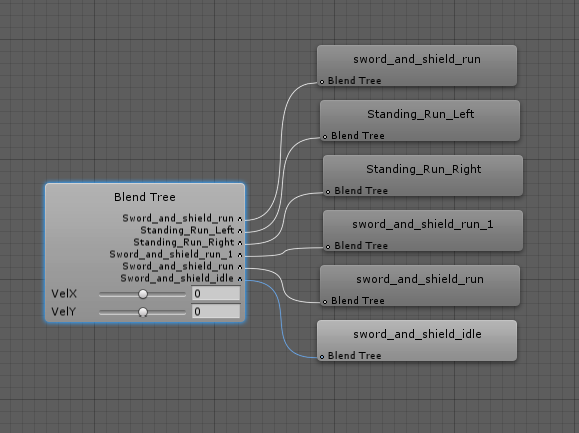 sword_and_shield_run
Blend Tree
Standing_Run_Left
Blend Tree
Standing_Run_Right
Blend Tree
sword_and_shield_run_1
Blend Tree
sword_and_shield_run
Blend Tree
sword_and_shield_idle
Blend Tree
Blend Tree
Sword_and_shield_run
Standing_Run_Left
Standing_Run_Right
Sword_and_shield_run_1
Sword_and_shield_run
Sword_and_shield_idle
VelX 0
VelY 0